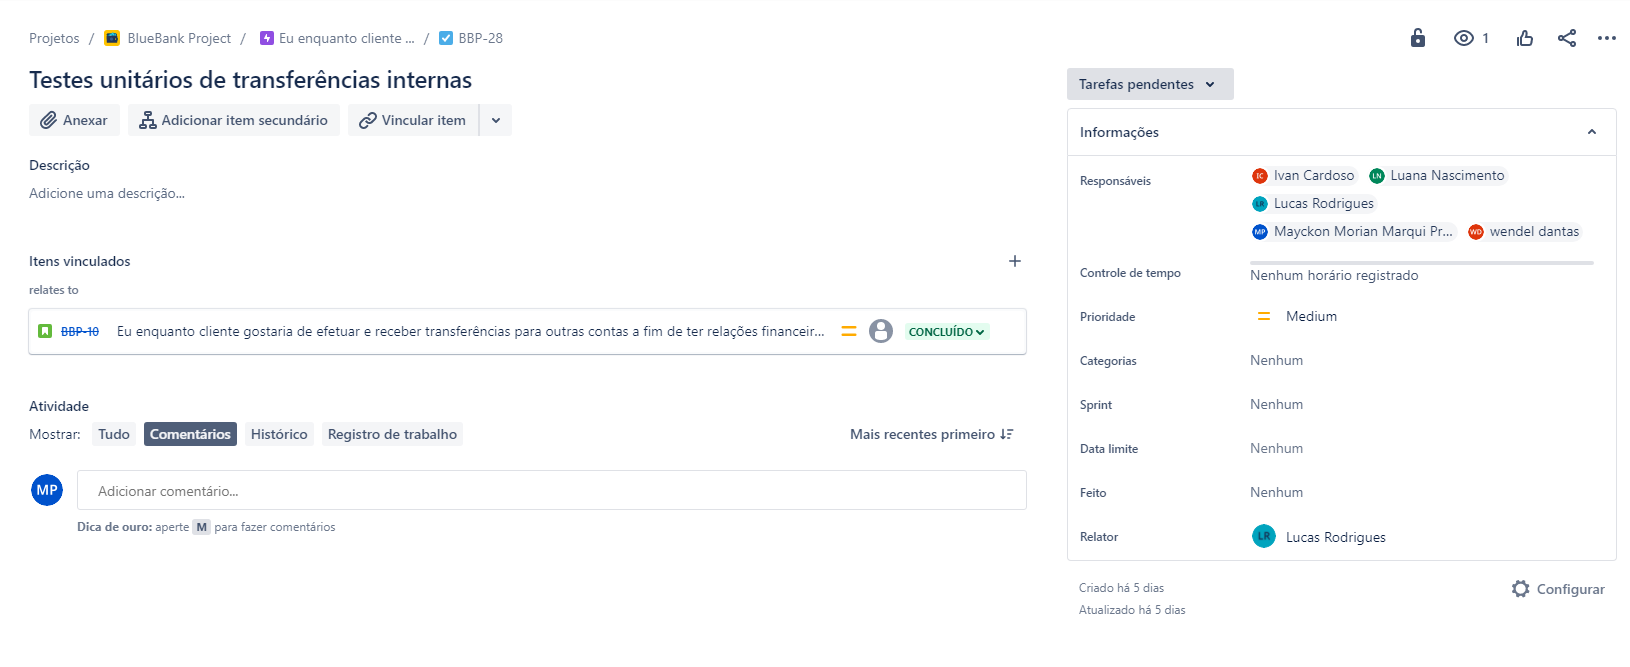 Projetos / BlueBank Project / Eu enquanto cliente ... / BBP-28
1
Testes unitários de transferências internas
Anexar
Adicionar item secundário
Vincular item
Descrição
Adicione uma descrição...
Itens vinculados
relates to
BBP-10 Eu enquanto cliente gostaria de efetuar e receber transferências para outras contas a fim de ter relações financeir... CONCLUÍDO
Atividade
Mostrar: Tudo Comentários Histórico Registro de trabalho
Mais recentes primeiro
MP Adicionar comentário...
Dica de ouro: aperte M para fazer comentários
Tarefas pendentes
Informações
Responsáveis
IC Ivan Cardoso LN Luana Nascimento
LR Lucas Rodrigues
MP Mayckon Morian Marqui Pr... WD wendel dantas
Controle de tempo Nenhum horário registrado
Prioridade Medium
Categorias Nenhum
Sprint Nenhum
Data limite Nenhum
Feito Nenhum
Relator LR Lucas Rodrigues
Criado há 5 dias
Atualizado há 5 dias
Configurar